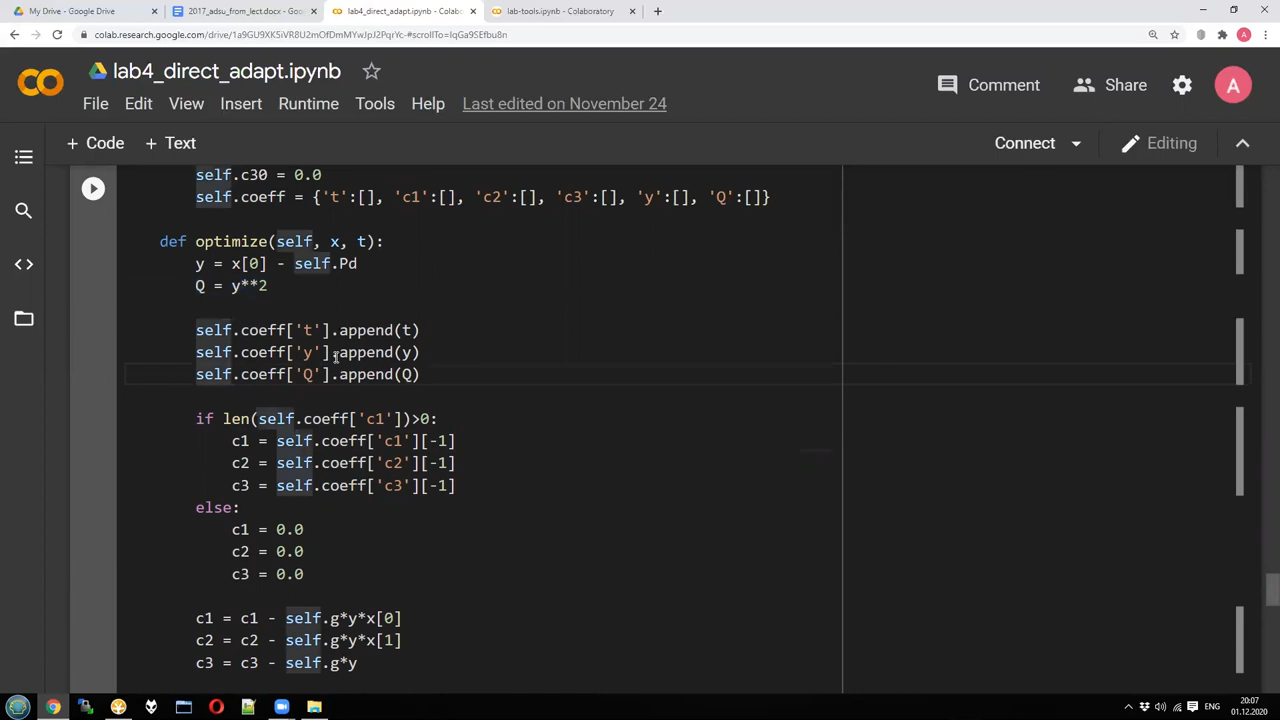 My Drive - Google Drive
2017_adsu_from_lect.docx - Goo
lab4_direct_adapt.ipynb - Colabo
lab-tools.ipynb - Colaboratory
colab.research.google.com/drive/1a9GU9XK5iVR8U2mOfDmMYwJpJ2PqrYc-#scrollTo=IqGa9SEfbu8n
A
lab4_direct_adapt.ipynb
Comment
Share
A
File Edit View Insert Runtime Tools Help Last edited on November 24
+ Code + Text
Connect
Editing
self.c30 = 0.0
self.coeff = {'t':[], 'c1':[], 'c2':[], 'c3':[], 'y':[], 'Q':[]}
def optimize(self, x, t):
y = x[0] - self.Pd
Q = y**2
self.coeff['t'].append(t)
self.coeff['y'].append(y)
self.coeff['Q'].append(Q)
if len(self.coeff['c1'])>0:
c1 = self.coeff['c1'][-1]
c2 = self.coeff['c2'][-1]
c3 = self.coeff['c3'][-1]
else:
c1 = 0.0
c2 = 0.0
c3 = 0.0
c1 = c1 - self.g*y*x[0]
c2 = c2 - self.g*y*x[1]
c3 = c3 - self.g*y
ENG
20:07
01.12.2020